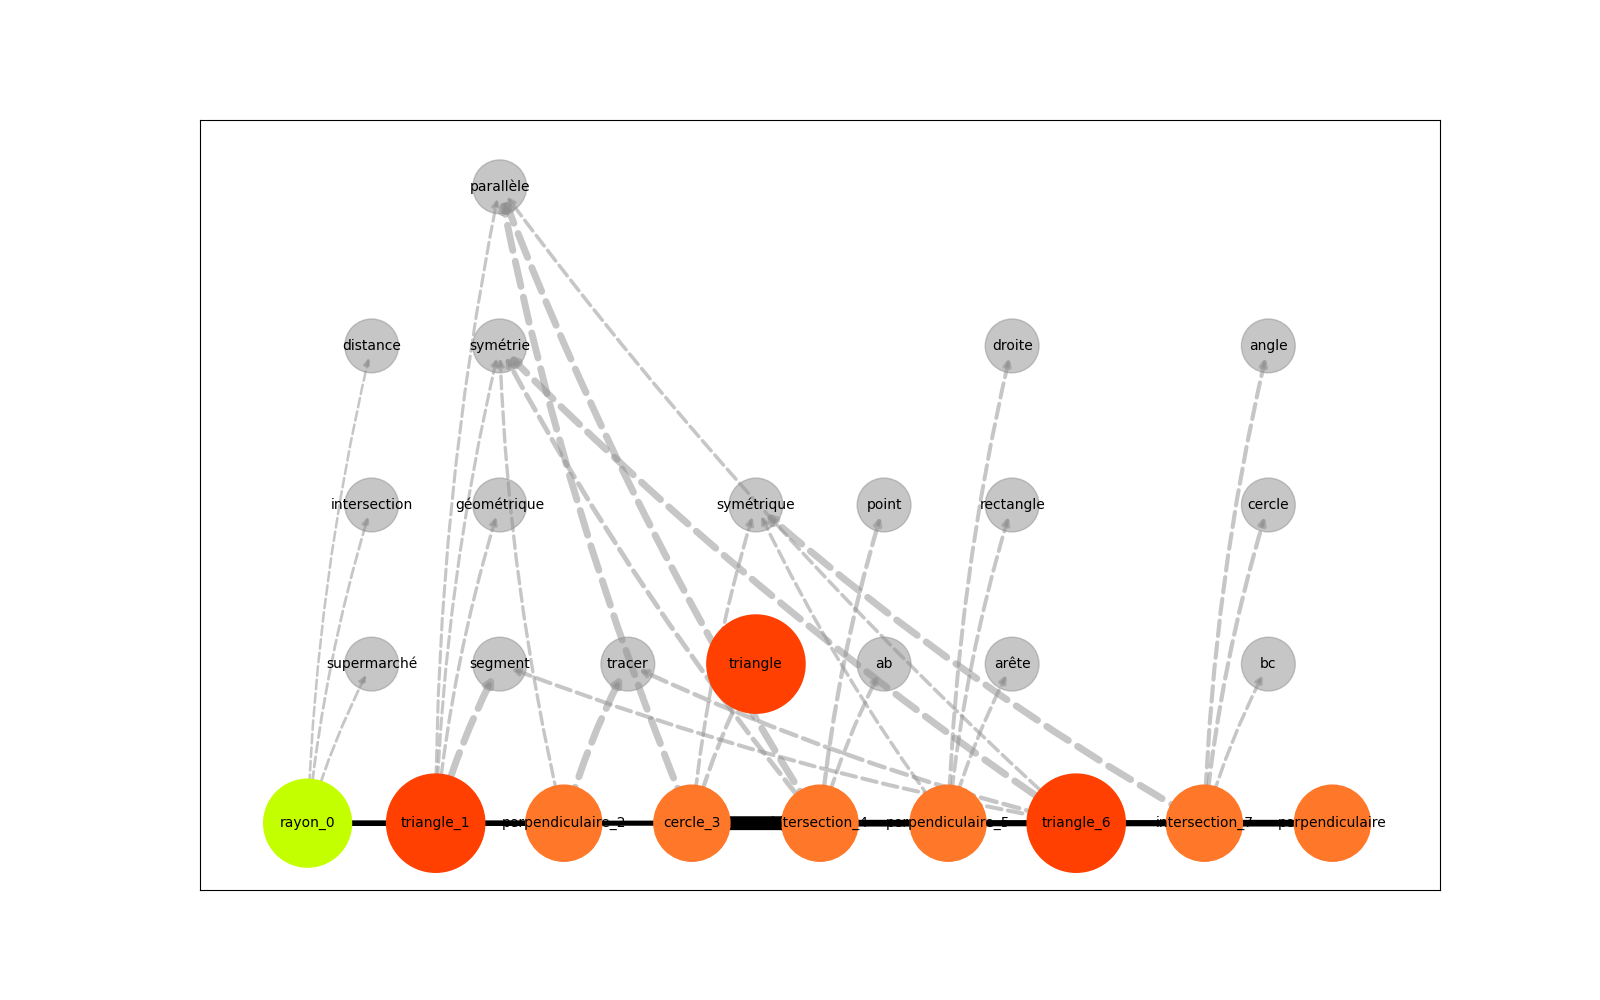 parallèle
distance
symétrie
droite
angle
intersection
géométrique
symétrique
point
rectangle
cercle
supermarché
segment
tracer
triangle
ab
arête
bc
rayon_0
triangle_1
perpendiculaire_2
cercle_3
tersection_4
perpendiculaire_5
triangle_6
intersection_7
perpendiculaire